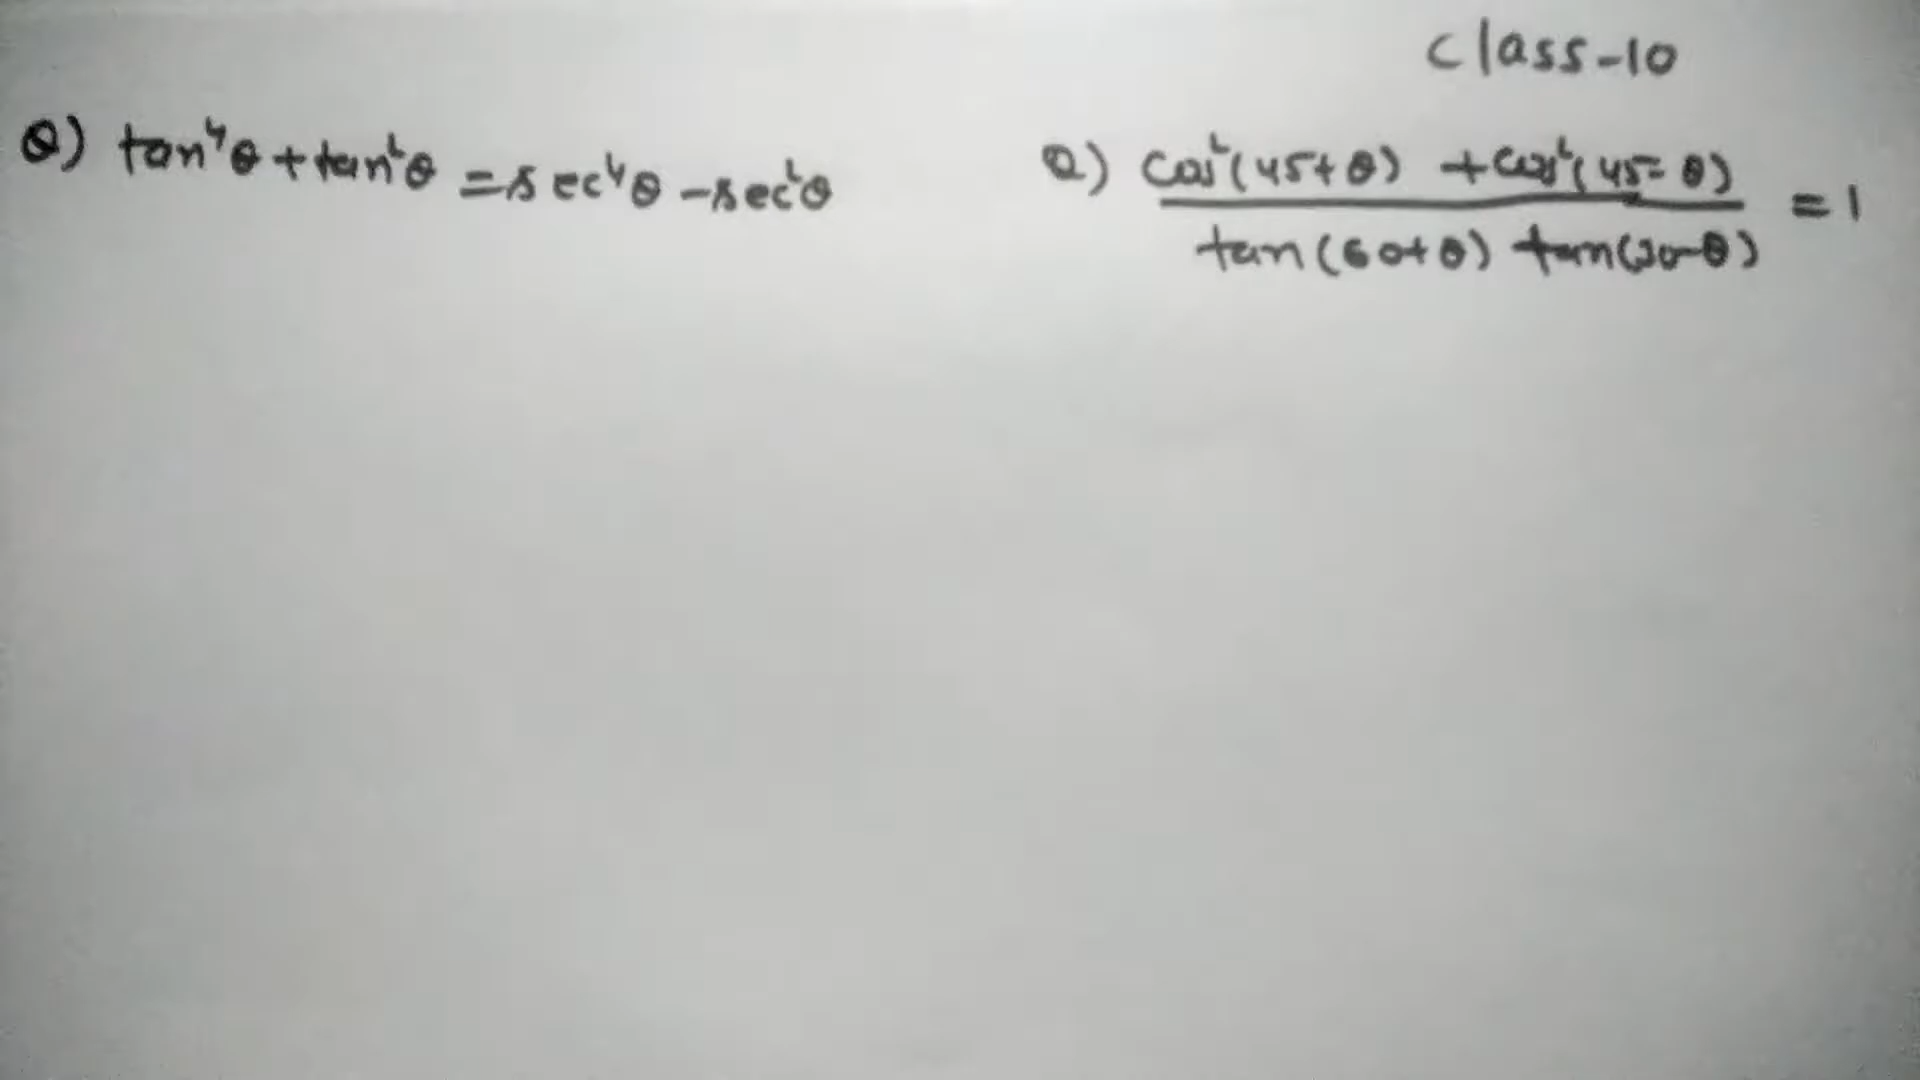 class-10
Q) tan⁴θ + tan²θ = sec⁴θ - sec²θ
Q) cos²(45+θ) + cos²(45-θ) = 1
tan(60+θ) tan(30-θ)